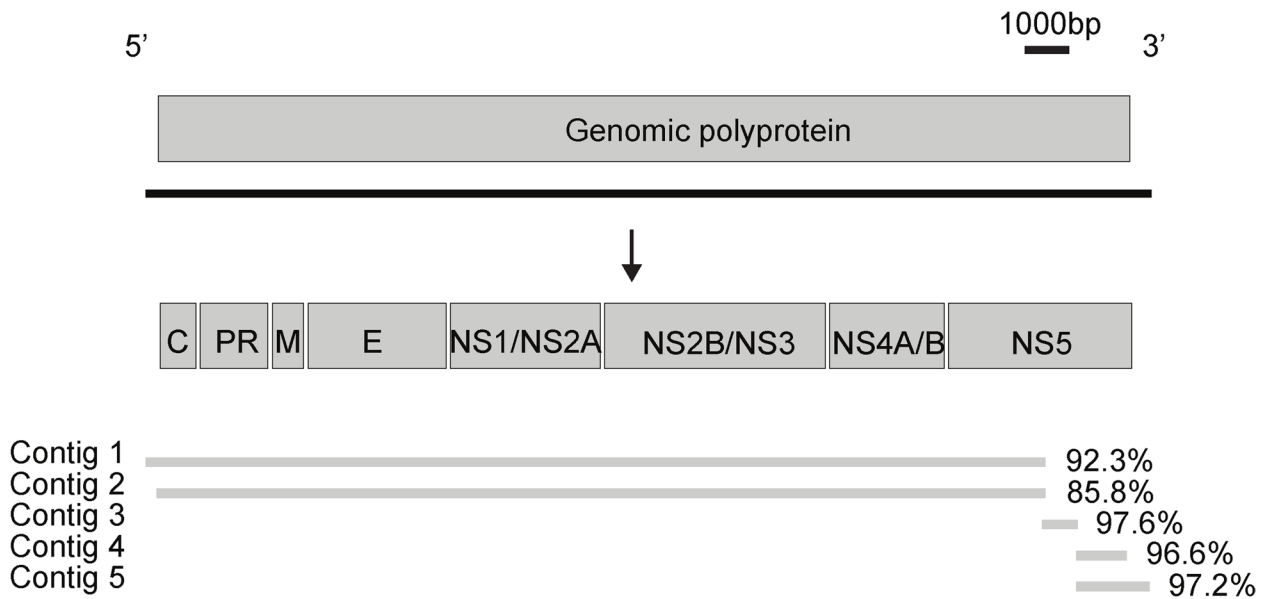 1000bp
5’ 3’
Genomic polyprotein
C PR M E NS1/NS2A NS2B/NS3 NS4A/B NS5
Contig 1 92.3%
Contig 2 85.8%
Contig 3 97.6%
Contig 4 96.6%
Contig 5 97.2%